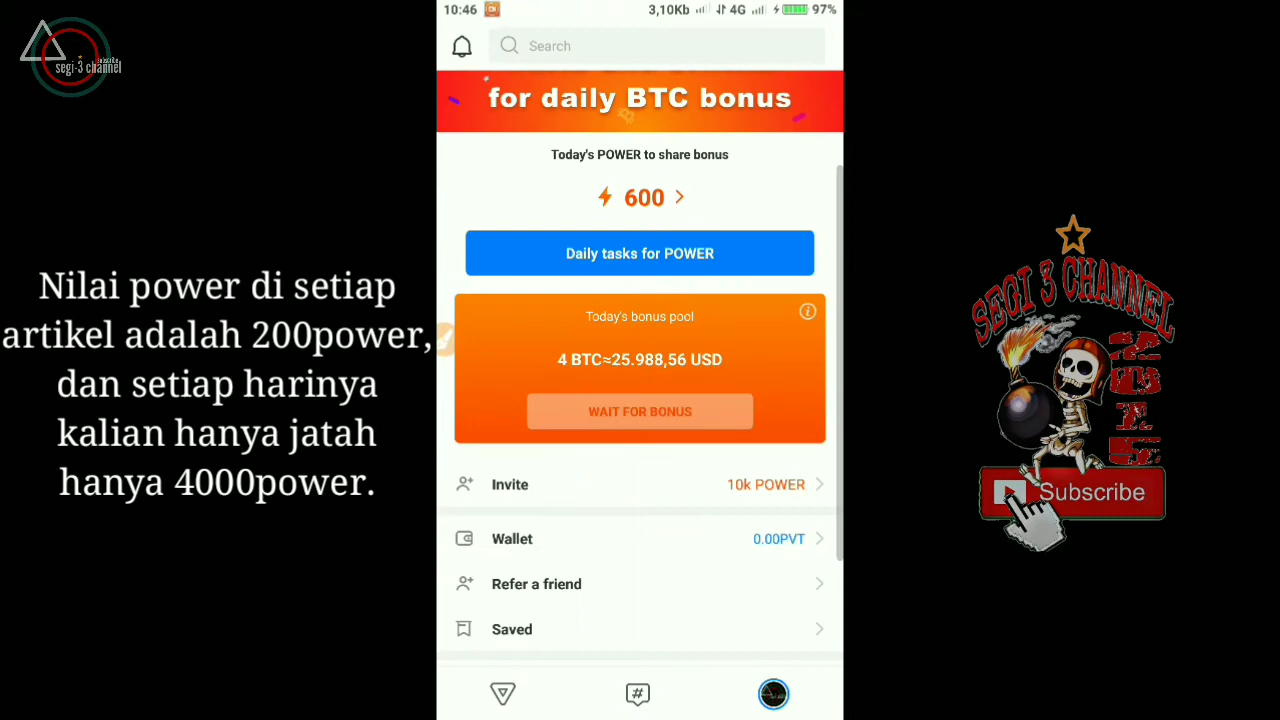 10:46
3,10Kb 4G 97%
Subscribe
segi-3 channel
Search
for daily BTC bonus
Today's POWER to share bonus
600
Daily tasks for POWER
Today's bonus pool
4 BTC≈25.988,56 USD
WAIT FOR BONUS
Invite 10k POWER
Wallet 0.00PVT
Refer a friend
Saved
Nilai power di setiap
artikel adalah 200power,
dan setiap harinya
kalian hanya jatah
hanya 4000power.
SEGI 3 CHANNEL
Subscribe